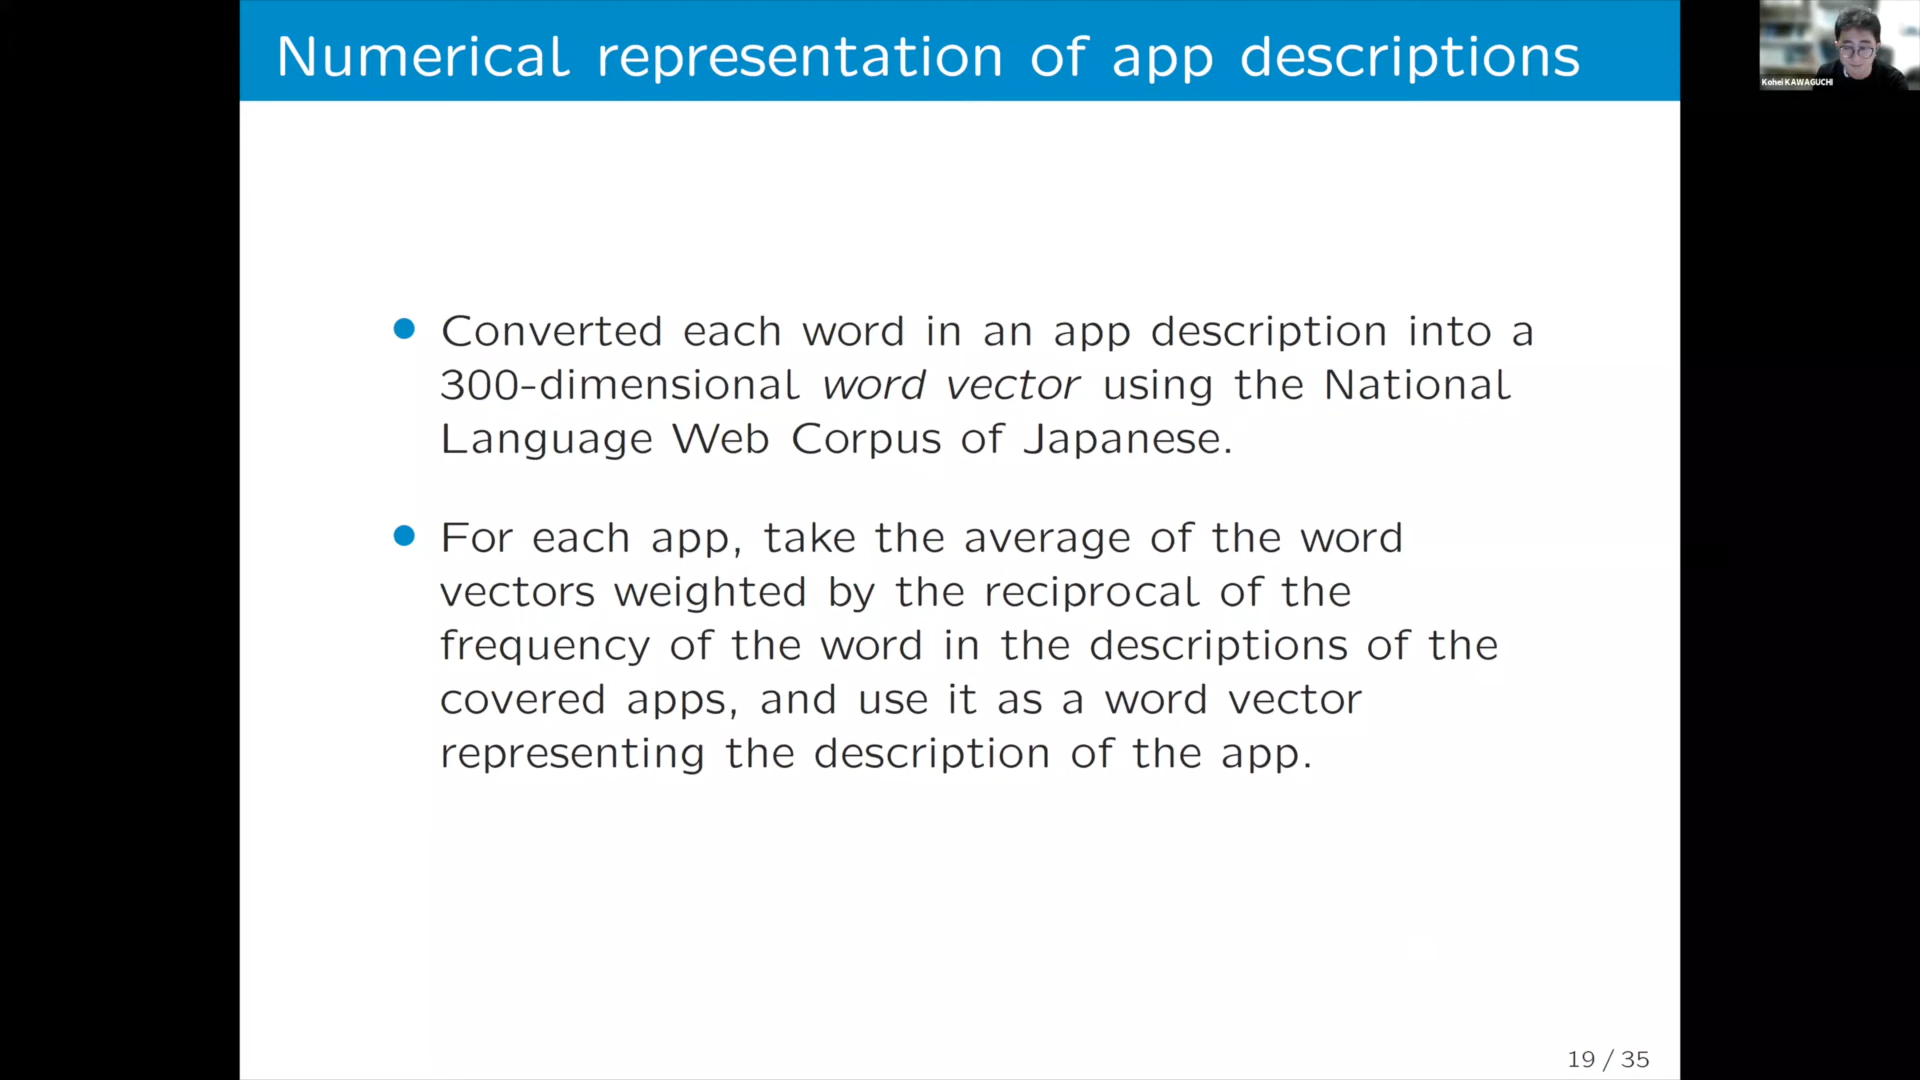 Numerical representation of app descriptions
Kohei KAWAGUCHI
• Converted each word in an app description into a
300-dimensional word vector using the National
Language Web Corpus of Japanese.
• For each app, take the average of the word
vectors weighted by the reciprocal of the
frequency of the word in the descriptions of the
covered apps, and use it as a word vector
representing the description of the app.
19 / 35